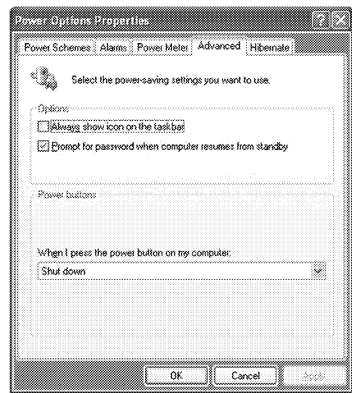 Power Options Properties
Power Schemes Alarms Power Meter Advanced Hibernate
Select the power-saving settings you want to use.
Options
Always show icon on the taskbar
Prompt for password when computer resumes from standby
Power buttons
When I press the power button on my computer:
Shut down
OK Cancel Apply